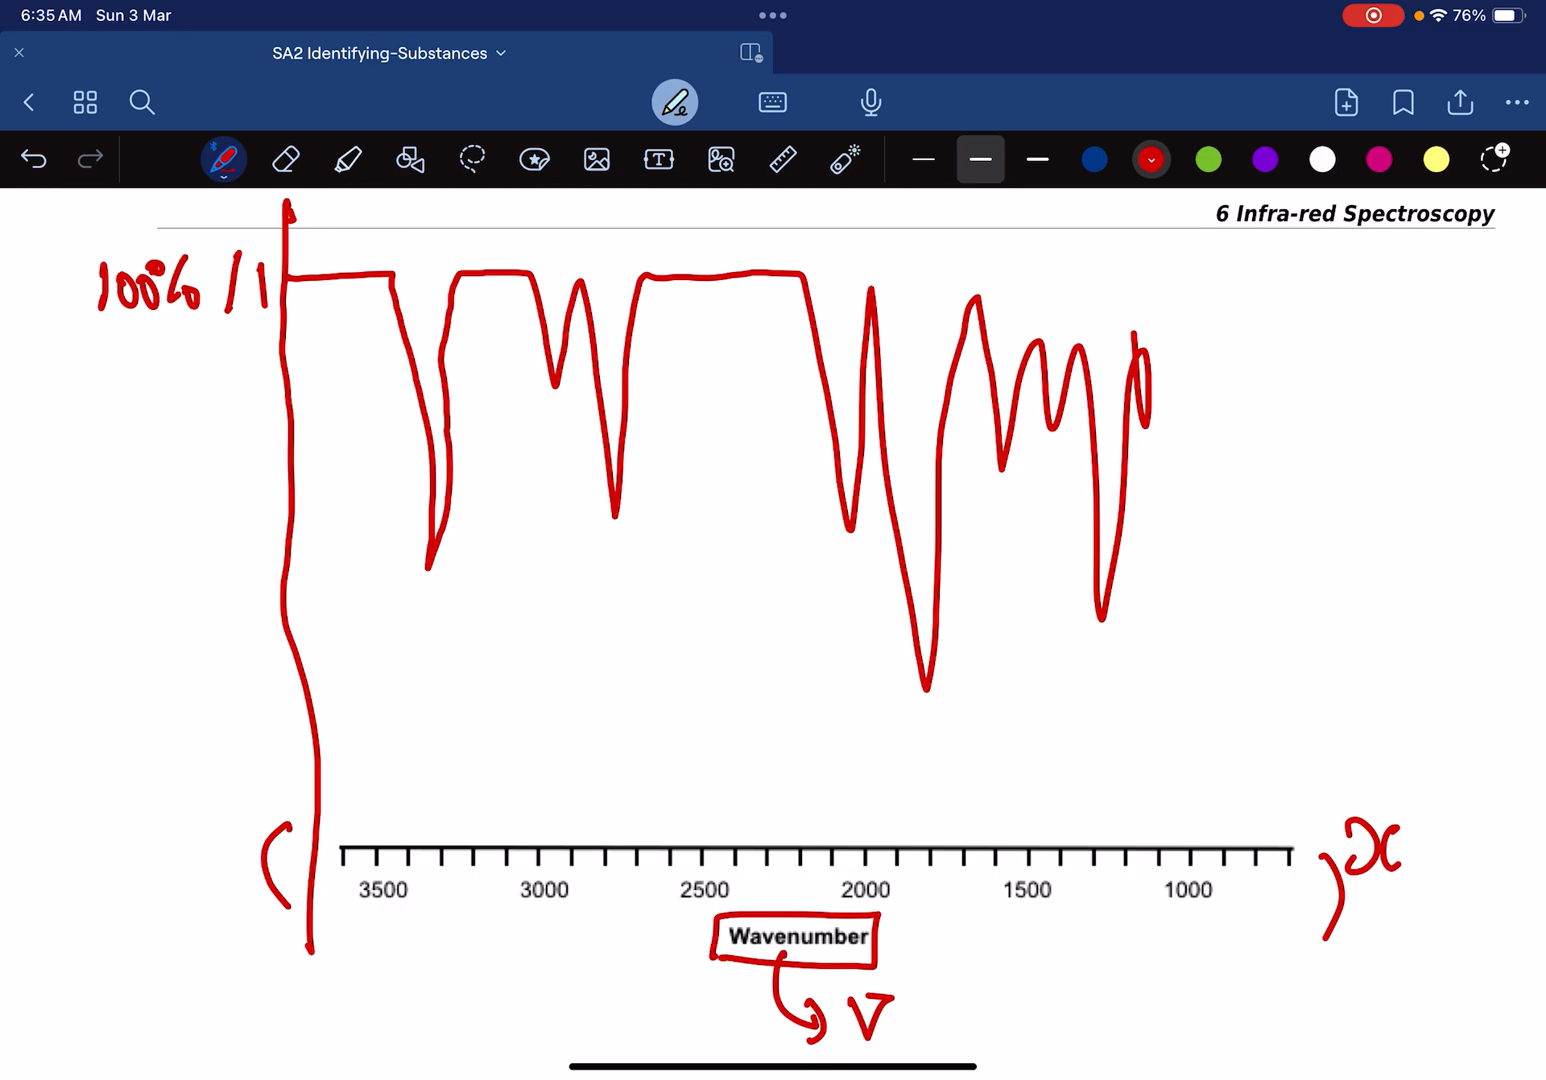 6:35 AM Sun 3 Mar
76%
SA2 Identifying-Substances
6 Infra-red Spectroscopy
100% / 1
x
3500 3000 2500 2000 1500 1000
Wavenumber